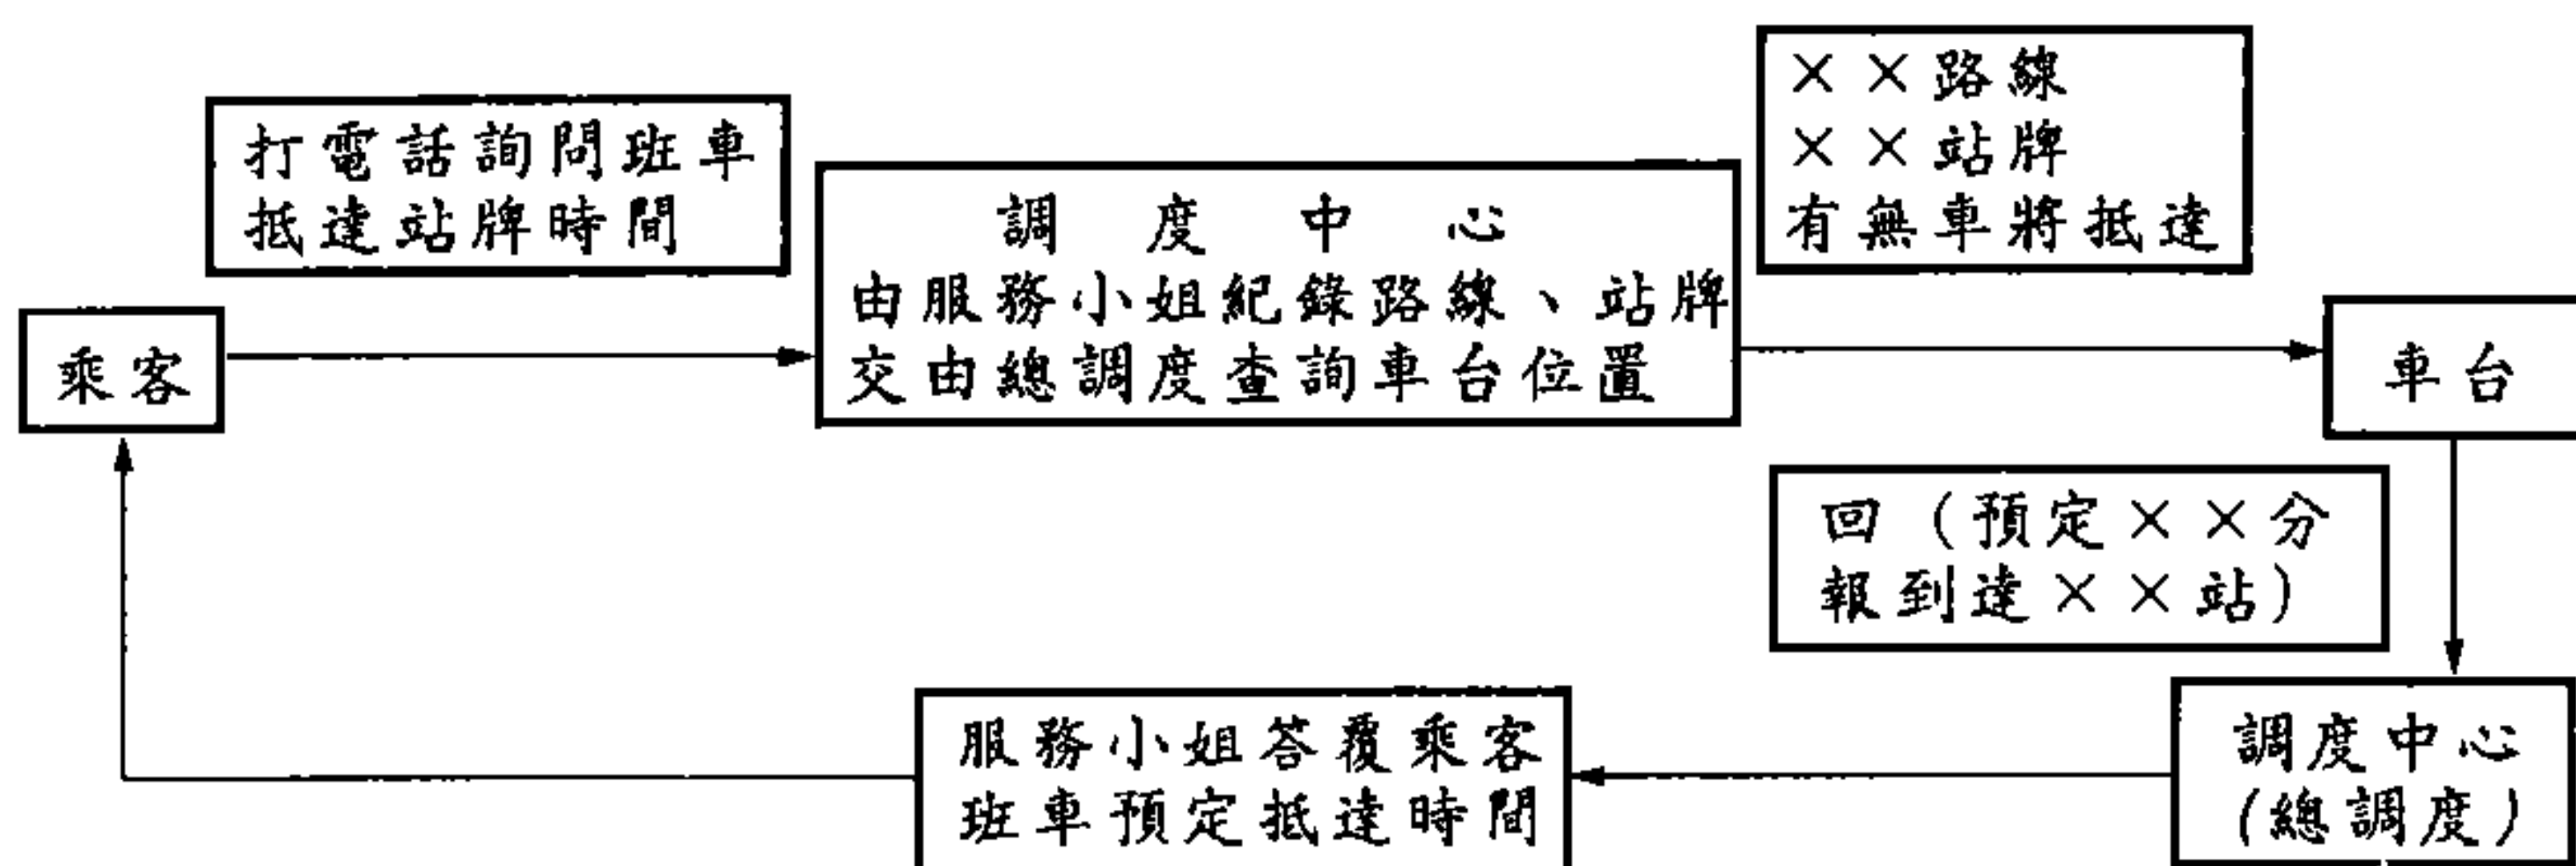 打電話詢問班車
抵達站牌時間
××路線
××站牌
有無車將抵達
調度中心
由服務小姐紀錄路線、站牌
交由總調度查詢車台位置
乘客
車台
回（預定××分
報到達××站）
服務小姐答覆乘客
班車預定抵達時間
調度中心
(總調度)